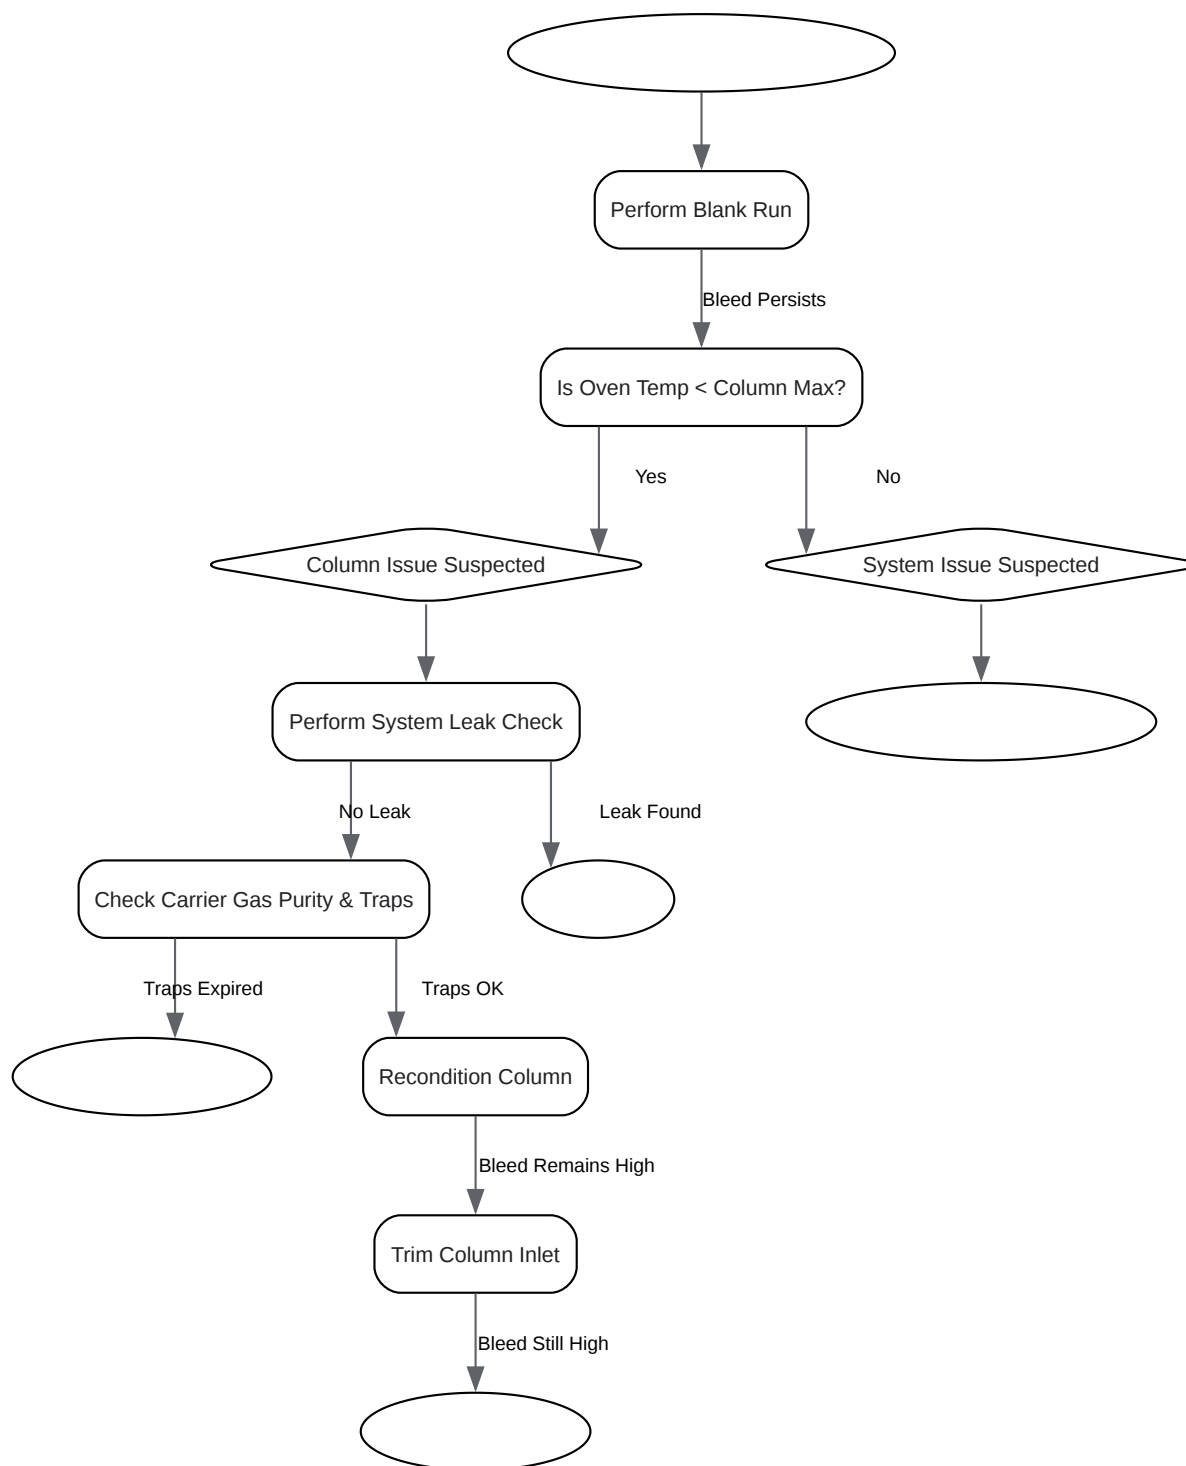 Perform Blank Run
Bleed Persists
Is Oven Temp < Column Max?
Yes
No
Column Issue Suspected
System Issue Suspected
Perform System Leak Check
No Leak
Leak Found
Check Carrier Gas Purity & Traps
Traps Expired
Traps OK
Recondition Column
Bleed Remains High
Trim Column Inlet
Bleed Still High